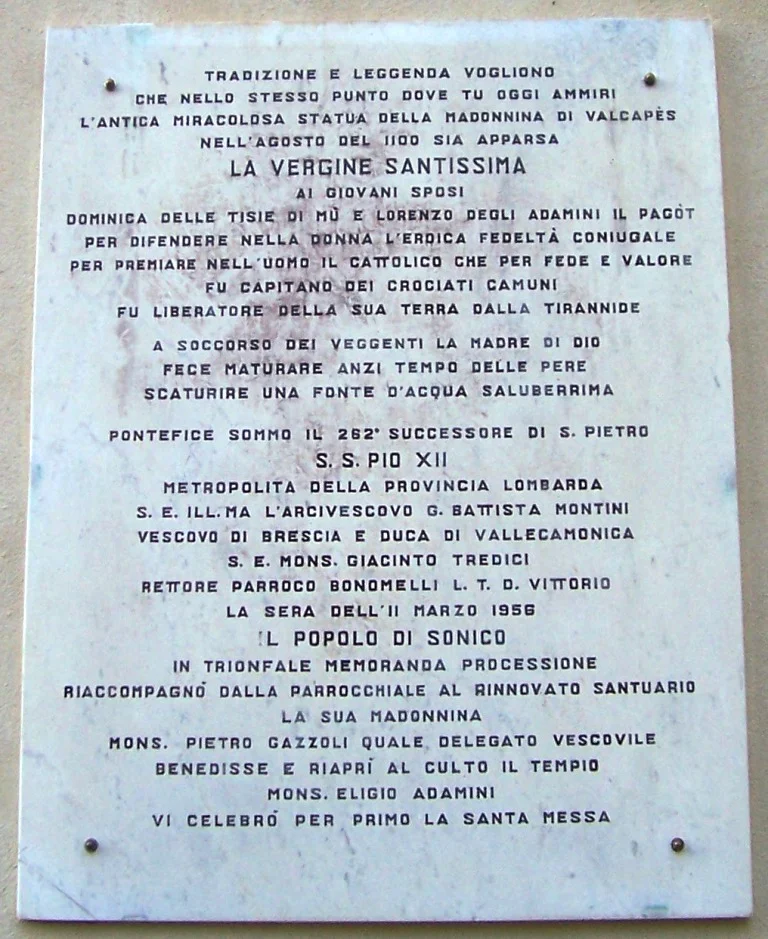 TRADIZIONE E LEGGENDA VOGLIONO
CHE NELLO STESSO PUNTO DOVE TU OGGI AMMIRI
L'ANTICA MIRACOLOSA STATUA DELLA MADONNINA DI VALCAPÈS
NELL'AGOSTO DEL 1100 SIA APPARSA
LA VERGINE SANTISSIMA
AI GIOVANI SPOSI
DOMINICA DELLE TISIE DI MÙ E LORENZO DEGLI ADAMINI IL PAGÒT
PER DIFENDERE NELLA DONNA L'EROICA FEDELTÀ CONIUGALE
PER PREMIARE NELL'UOMO IL CATTOLICO CHE PER FEDE E VALORE
FU CAPITANO DEI CROCIATI CAMUNI
FU LIBERATORE DELLA SUA TERRA DALLA TIRANNIDE
A SOCCORSO DEI VEGGENTI LA MADRE DI DIO
FECE MATURARE ANZI TEMPO DELLE PERE
SCATURIRE UNA FONTE D'ACQUA SALUBERRIMA
PONTEFICE SOMMO IL 262° SUCCESSORE DI S. PIETRO
S. S. PIO XII
METROPOLITA DELLA PROVINCIA LOMBARDA
S. E. ILL.MA L'ARCIVESCOVO G. BATTISTA MONTINI
VESCOVO DI BRESCIA E DUCA DI VALLECAMONICA
S. E. MONS. GIACINTO TREDICI
RETTORE PARROCO BONOMELLI L. T. D. VITTORIO
LA SERA DELL'11 MARZO 1956
IL POPOLO DI SONICO
IN TRIONFALE MEMORANDA PROCESSIONE
RIACCOMPAGNÒ DALLA PARROCCHIALE AL RINNOVATO SANTUARIO
LA SUA MADONNINA
MONS. PIETRO GAZZOLI QUALE DELEGATO VESCOVILE
BENEDISSE E RIAPRÌ AL CULTO IL TEMPIO
MONS. ELIGIO ADAMINI
VI CELEBRÒ PER PRIMO LA SANTA MESSA